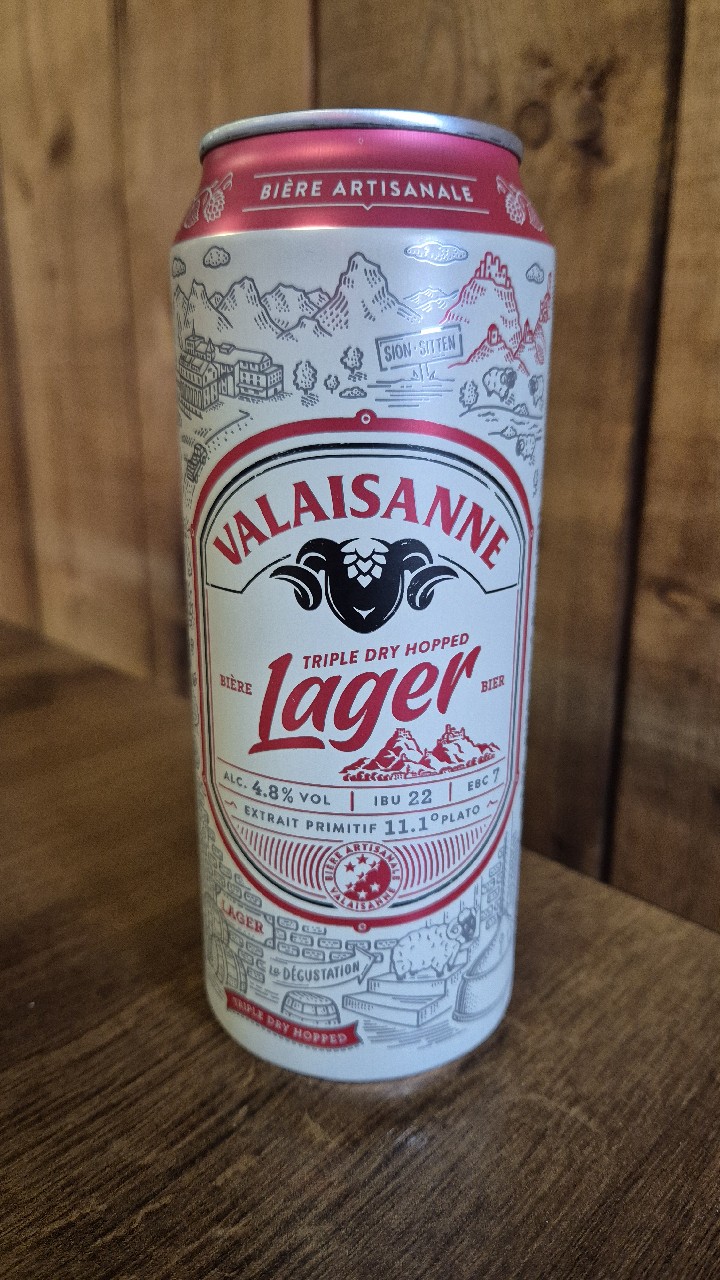 BIÈRE ARTISANALE
SION-SITTEN
VALAISANNE
TRIPLE DRY HOPPED
BIÈRE Lager BIER
ALC. 4.8% VOL | IBU 22 | EBC 7
EXTRAIT PRIMITIF 11.1° PLATO
BIÈRE ARTISANALE
VALAISANNE
LAGER
La DÉGUSTATION
TRIPLE DRY HOPPED